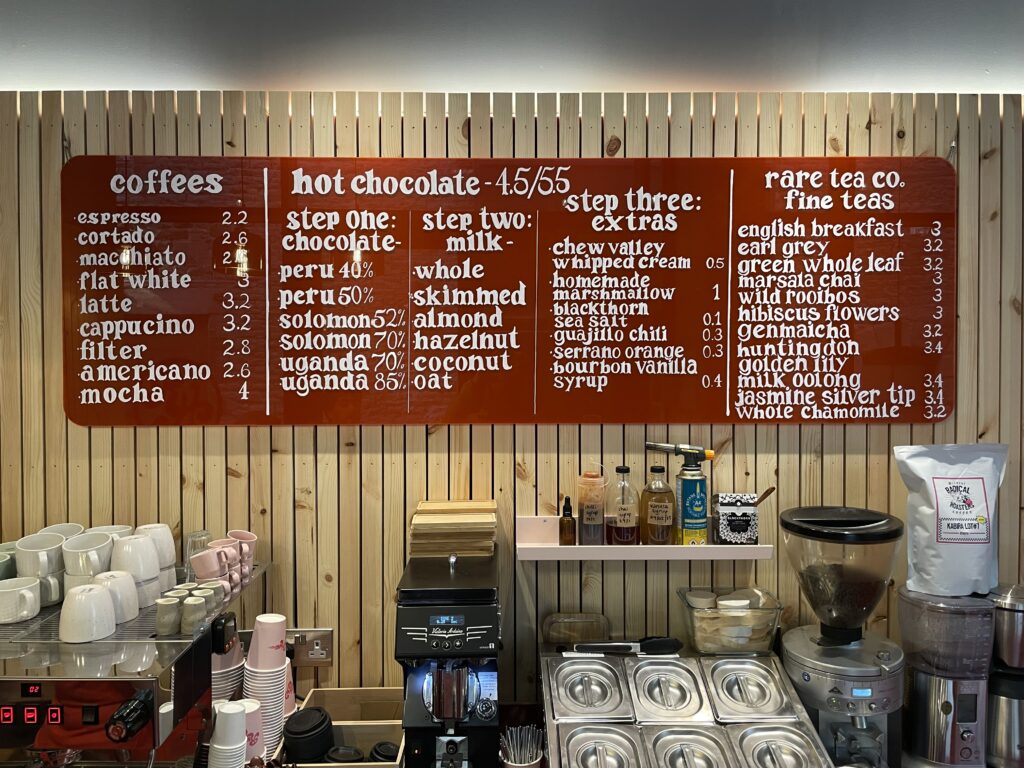 coffees
·espresso 2.2
·cortado 2.6
·macchiato
·flat white 3
·latte 3.2
·cappucino 3.2
·filter 2.8
·americano 2.6
·mocha 4
hot chocolate - 4.5/5.5
step one:
chocolate-
·peru 40%
·peru 50%
·solomon 52%
·solomon 70%
·uganda 70%
·uganda 85%
step two:
milk -
·whole
·skimmed
·almond
·hazelnut
·coconut
·oat
step three:
extras
·chew valley
whipped cream 0.5
·homemade
marshmallow 1
·blackthorn
sea salt 0.1
·guajillo chili 0.3
·serrano orange 0.3
·bourbon vanilla
syrup 0.4
rare tea co.
fine teas
english breakfast 3
earl grey 3.2
green whole leaf 3.2
marsala chai 3
wild rooibos 3
hibiscus flowers 3
genmaicha 3.2
huntingdon 3.4
golden lily
milk oolong 3.4
jasmine silver tip 3.4
whole chamomile 3.2
RADICAL
ROASTERS
COFFEE
Victoria Arduino
02